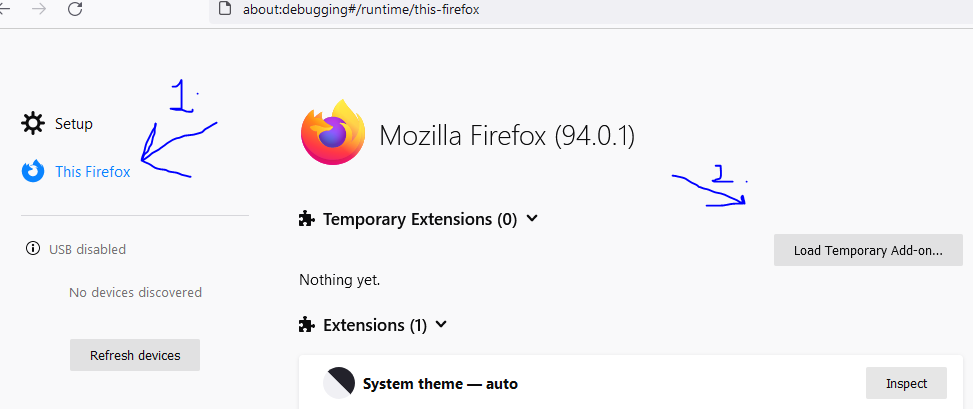 about:debugging#/runtime/this-firefox
1.
Setup
Mozilla Firefox (94.0.1)
This Firefox
2.
Temporary Extensions (0)
USB disabled
Load Temporary Add-on...
Nothing yet.
No devices discovered
Extensions (1)
Refresh devices
System theme — auto
Inspect